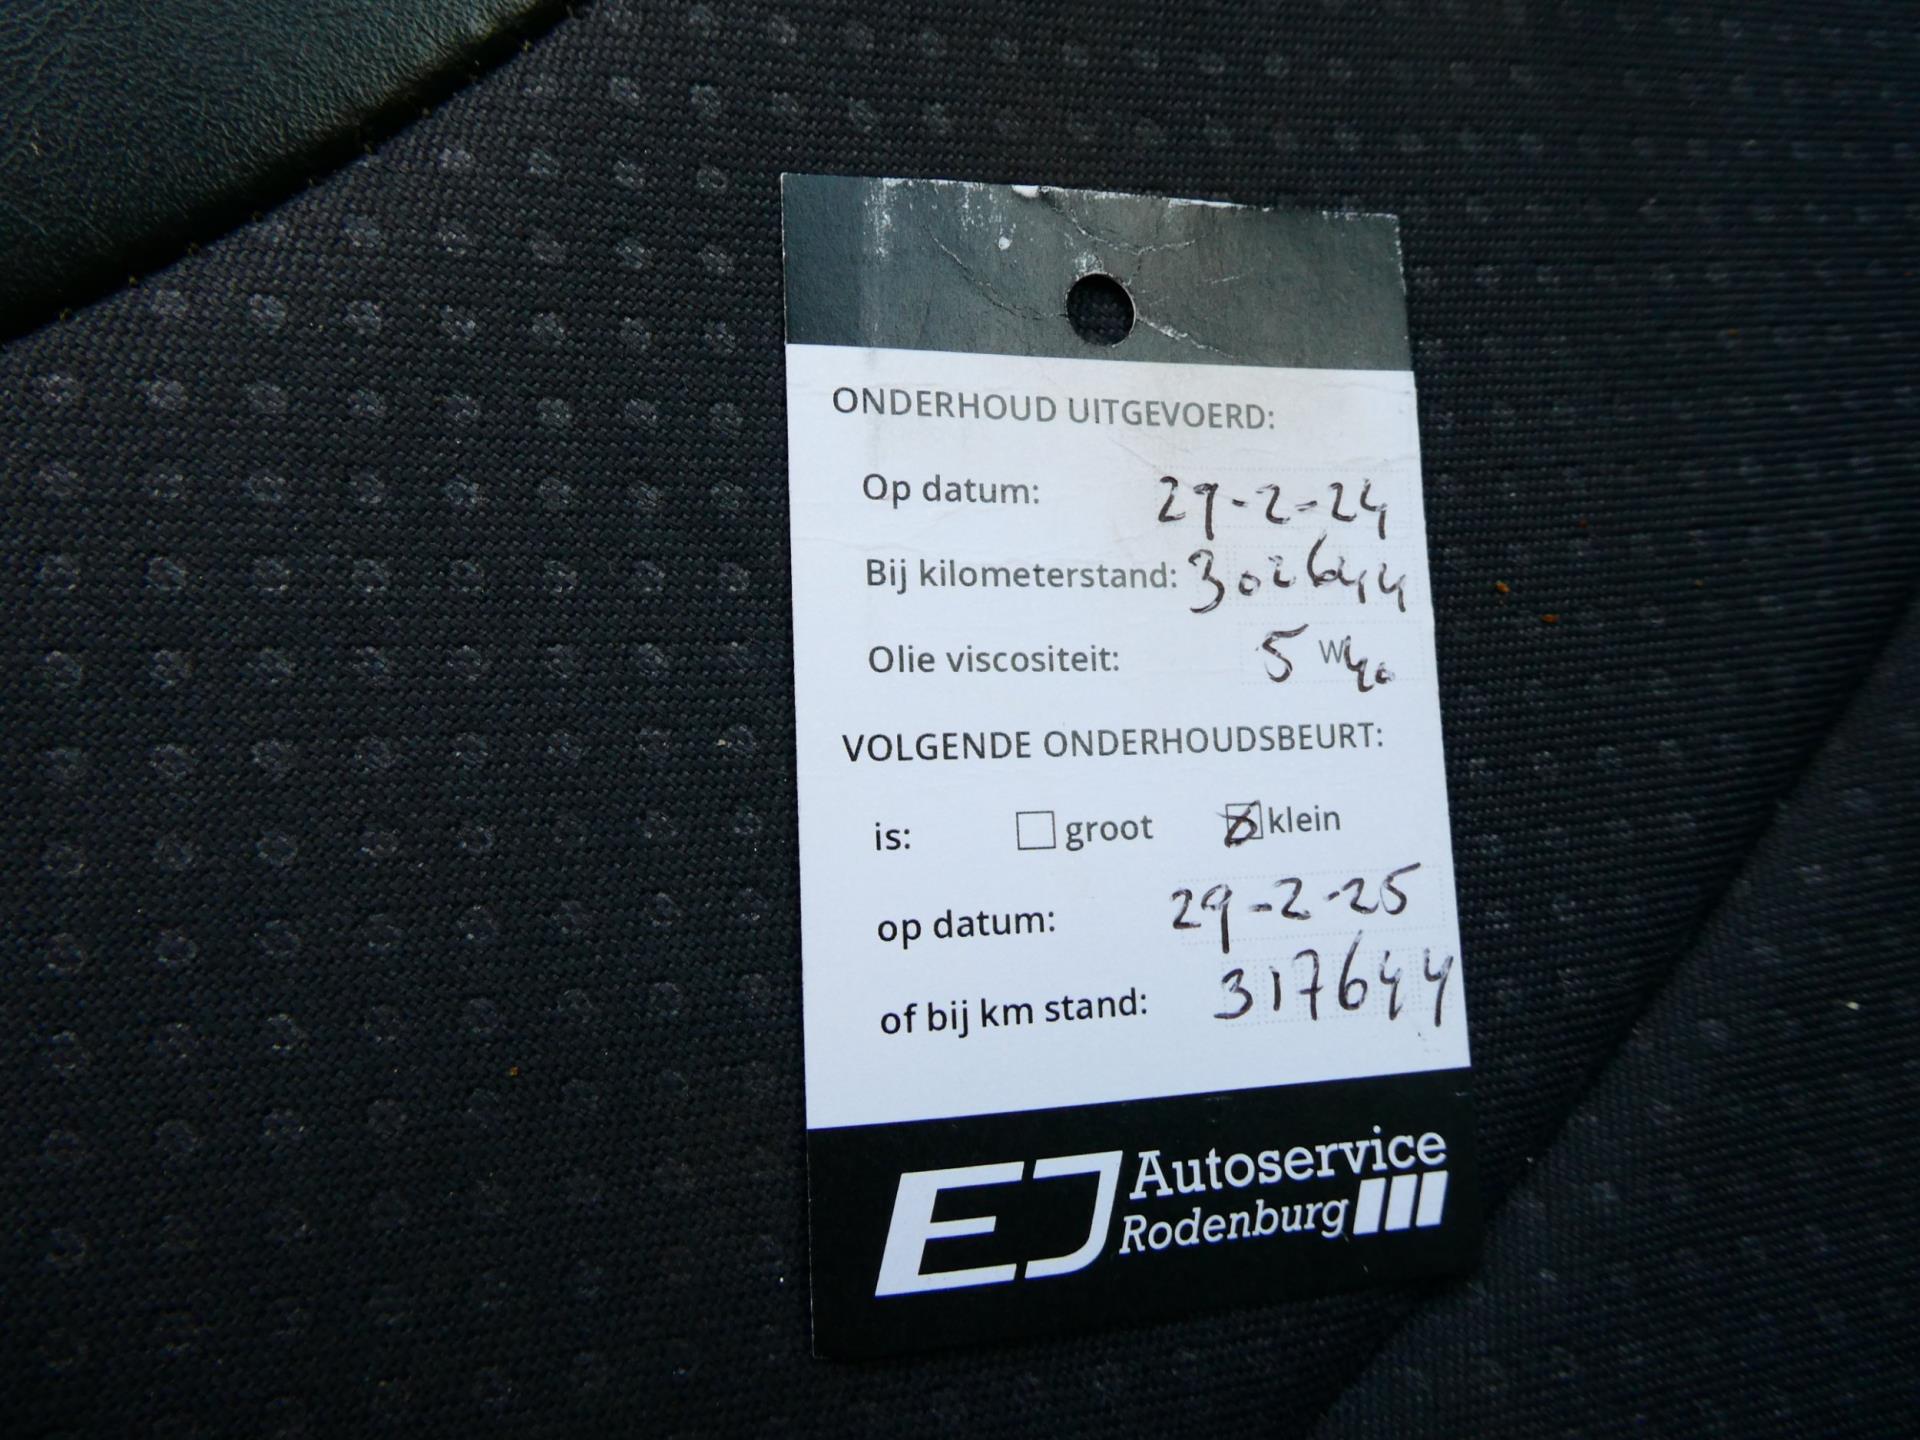 ONDERHOUD UITGEVOERD:
Op datum: 29-2-24
Bij kilometerstand: 302644
Olie viscositeit: 5 W 40
VOLGENDE ONDERHOUDSBEURT:
is: groot klein
op datum: 29-2-25
of bij km stand: 317644
EJ Autoservice
Rodenburg